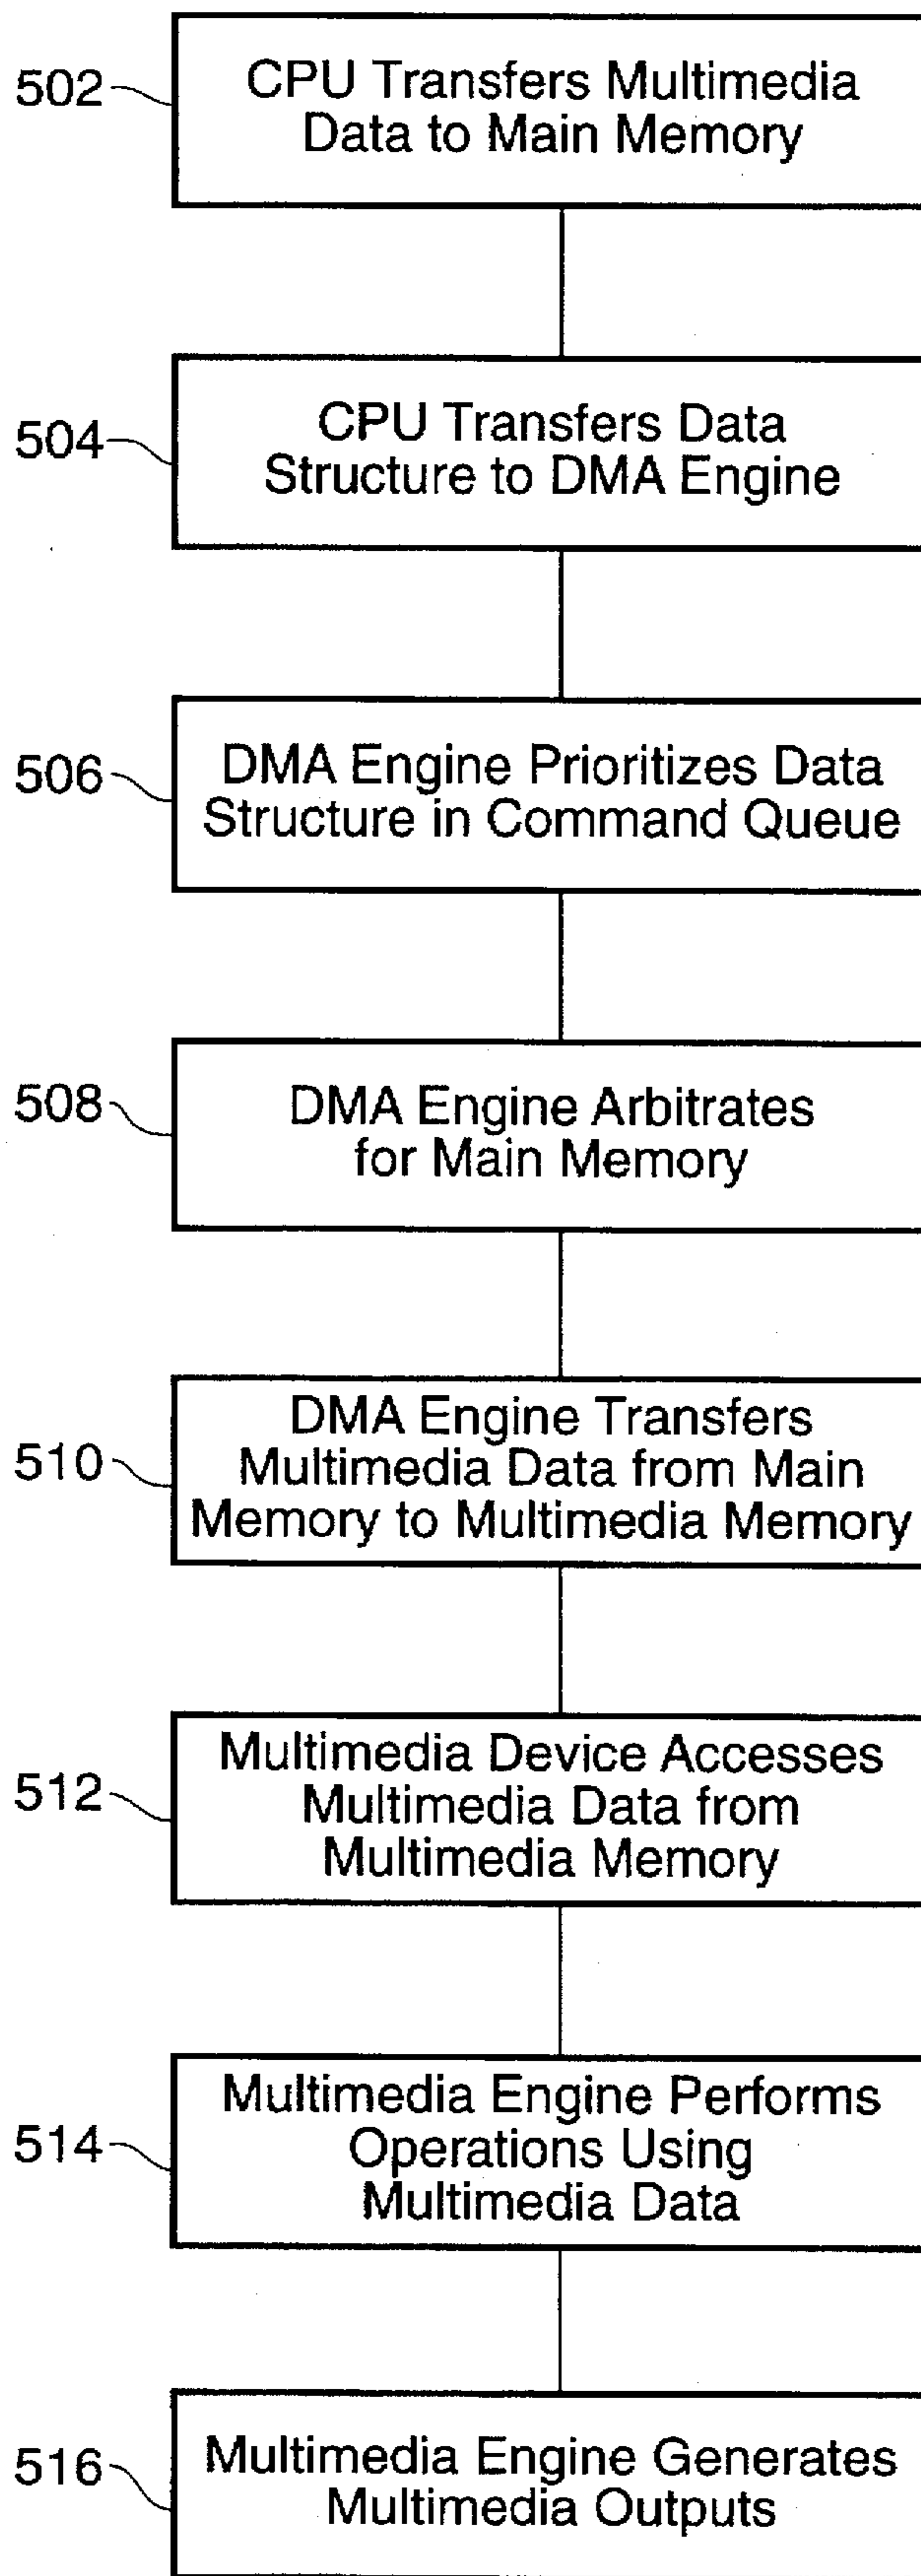 502
CPU Transfers Multimedia
Data to Main Memory
504
CPU Transfers Data
Structure to DMA Engine
506
DMA Engine Prioritizes Data
Structure in Command Queue
508
DMA Engine Arbitrates
for Main Memory
510
DMA Engine Transfers
Multimedia Data from Main
Memory to Multimedia Memory
512
Multimedia Device Accesses
Multimedia Data from
Multimedia Memory
514
Multimedia Engine Performs
Operations Using
Multimedia Data
516
Multimedia Engine Generates
Multimedia Outputs